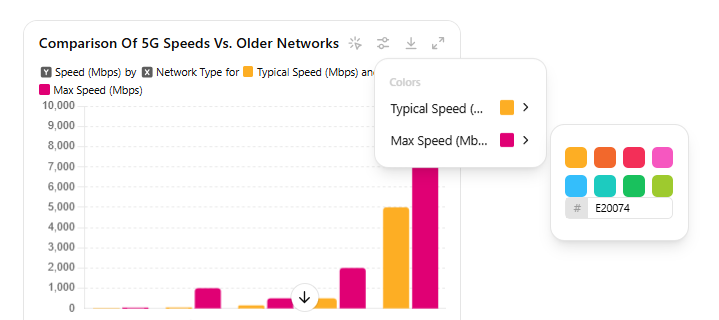 Comparison Of 5G Speeds Vs. Older Networks
Y Speed (Mbps) by X Network Type for Typical Speed (Mbps) and
Max Speed (Mbps)
Colors
Typical Speed (...
Max Speed (Mb...
# E20074
10,000
9,000
8,000
7,000
6,000
5,000
4,000
3,000
2,000
1,000
0